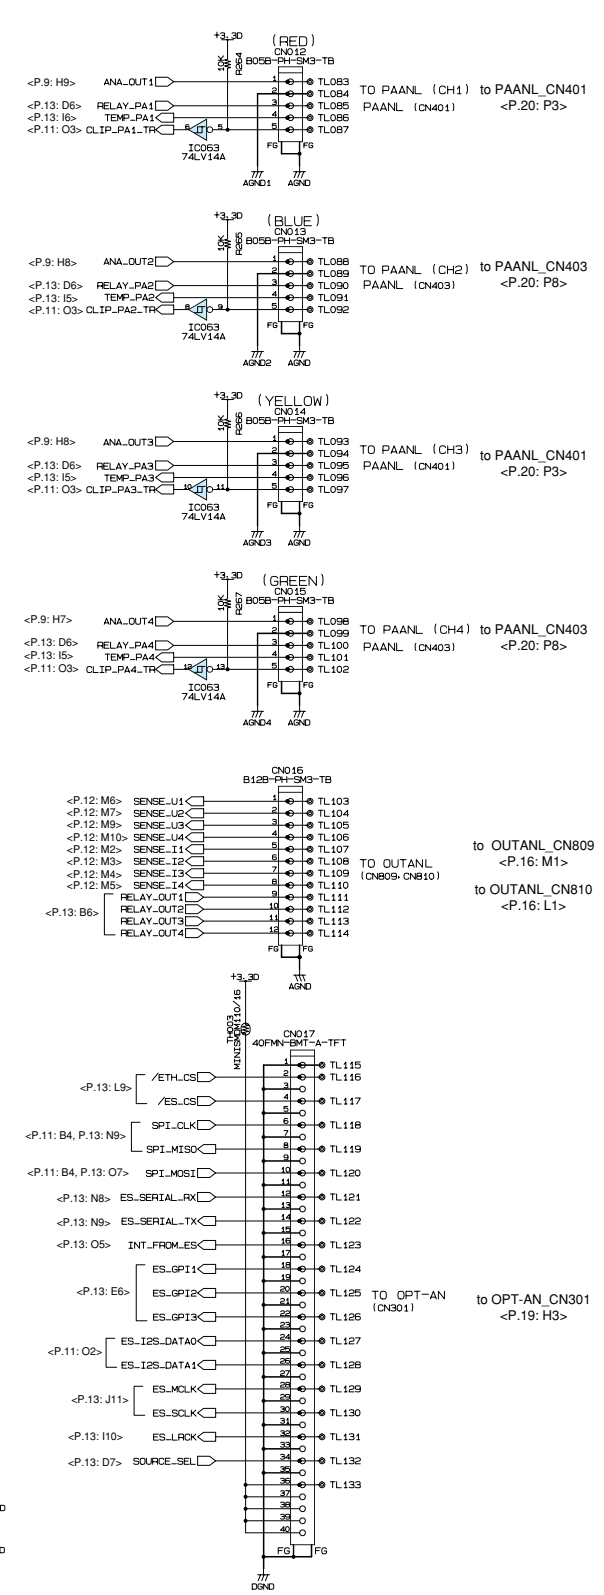 +3.3D
(RED)
CN012
B05B-PH-SM3-TB
10K
R264
<P.9: H9> ANA_OUT1 1 TL083
2 TL084
<P.13: D6> RELAY_PA1 3 TL085
<P.13: I6> TEMP_PA1 4 TL086
<P.11: O3> CLIP_PA1_TR 6 5 5 TL087
TO PAANL (CH1) to PAANL_CN401
PAANL (CN401) <P.20: P3>
IC063
74LV14A
FG FG
AGND1 AGND
+3.3D
(BLUE)
CN013
B05B-PH-SM3-TB
10K
R265
<P.9: H8> ANA_OUT2 1 TL088
2 TL089
<P.13: D6> RELAY_PA2 3 TL090
<P.13: I5> TEMP_PA2 4 TL091
<P.11: O3> CLIP_PA2_TR 8 9 5 TL092
TO PAANL (CH2) to PAANL_CN403
PAANL (CN403) <P.20: P8>
IC063
74LV14A
FG FG
AGND2 AGND
+3.3D
(YELLOW)
CN014
B05B-PH-SM3-TB
10K
R266
<P.9: H8> ANA_OUT3 1 TL093
2 TL094
<P.13: D6> RELAY_PA3 3 TL095
<P.13: I5> TEMP_PA3 4 TL096
<P.11: O3> CLIP_PA3_TR 10 11 5 TL097
TO PAANL (CH3) to PAANL_CN401
PAANL (CN401) <P.20: P3>
IC063
74LV14A
FG FG
AGND3 AGND
+3.3D
(GREEN)
CN015
B05B-PH-SM3-TB
10K
R267
<P.9: H7> ANA_OUT4 1 TL098
2 TL099
<P.13: D6> RELAY_PA4 3 TL100
<P.13: I5> TEMP_PA4 4 TL101
<P.11: O3> CLIP_PA4_TR 12 13 5 TL102
TO PAANL (CH4) to PAANL_CN403
PAANL (CN403) <P.20: P8>
IC063
74LV14A
FG FG
AGND4 AGND
CN016
B12B-PH-SM3-TB
<P.12: M6> SENSE_U1 1 TL103
<P.12: M7> SENSE_U2 2 TL104
<P.12: M9> SENSE_U3 3 TL105
<P.12: M10> SENSE_U4 4 TL106
<P.12: M2> SENSE_I1 5 TL107
<P.12: M3> SENSE_I2 6 TL108
<P.12: M4> SENSE_I3 7 TL109
<P.12: M5> SENSE_I4 8 TL110
RELAY_OUT1 9 TL111
<P.13: B6> RELAY_OUT2 10 TL112
RELAY_OUT3 11 TL113
RELAY_OUT4 12 TL114
TO OUTANL
(CN809,CN810)
to OUTANL_CN809
<P.16: M1>
to OUTANL_CN810
<P.16: L1>
FG FG
AGND
+3.3D
TH003
MINISMDM110/16
CN017
40FMN-BMT-A-TFT
1 TL115
/ETH_CS 2 TL116
<P.13: L9> 3
/ES_CS 4 TL117
5
SPI_CLK 6 TL118
<P.11: B4, P.13: N9> 7
SPI_MISO 8 TL119
9
<P.11: B4, P.13: O7> SPI_MOSI 10 TL120
11
<P.13: N8> ES_SERIAL_RX 12 TL121
13
<P.13: N9> ES_SERIAL_TX 14 TL122
15
<P.13: O5> INT_FROM_ES 16 TL123
17
ES_GPI1 18 TL124
19
<P.13: E6> ES_GPI2 20 TL125
21
ES_GPI3 22 TL126
23
ES_I2S_DATA0 24 TL127
<P.11: O2> 25
ES_I2S_DATA1 26 TL128
27
ES_MCLK 28 TL129
<P.13: J11> 29
ES_SCLK 30 TL130
31
<P.13: I10> ES_LRCK 32 TL131
33
<P.13: D7> SOURCE_SEL 34 TL132
35
36 TL133
37
38
39
40
TO OPT-AN
(CN301)
to OPT-AN_CN301
<P.19: H3>
D
D
FG FG
DGND